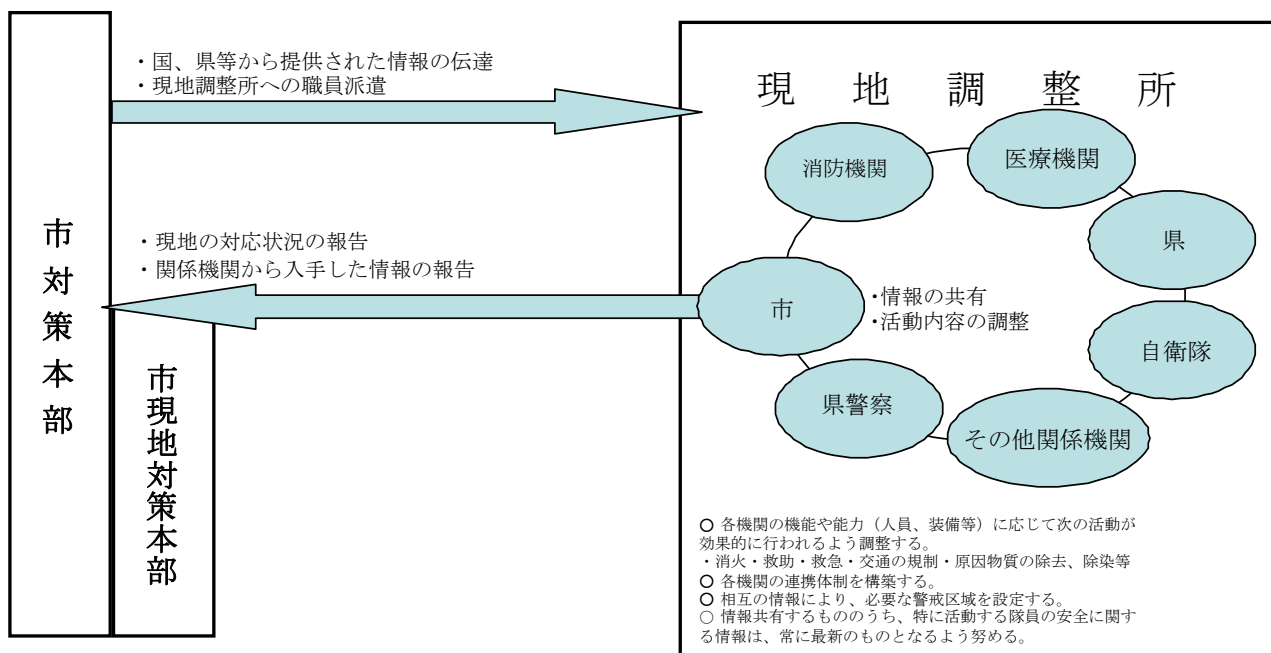 ・国、県等から提供された情報の伝達
・現地調整所への職員派遣
市対策本部
・現地の対応状況の報告
・関係機関から入手した情報の報告
市現地対策本部
現地調整所
消防機関
医療機関
県
市
・情報の共有
・活動内容の調整
自衛隊
県警察
その他関係機関
○ 各機関の機能や能力（人員、装備等）に応じて次の活動が
効果的に行われるよう調整する。
・消火・救助・救急・交通の規制・原因物質の除去、除染等
○ 各機関の連携体制を構築する。
○ 相互の情報により、必要な警戒区域を設定する。
○ 情報共有するもののうち、特に活動する隊員の安全に関す
る情報は、常に最新のものとなるよう努める。